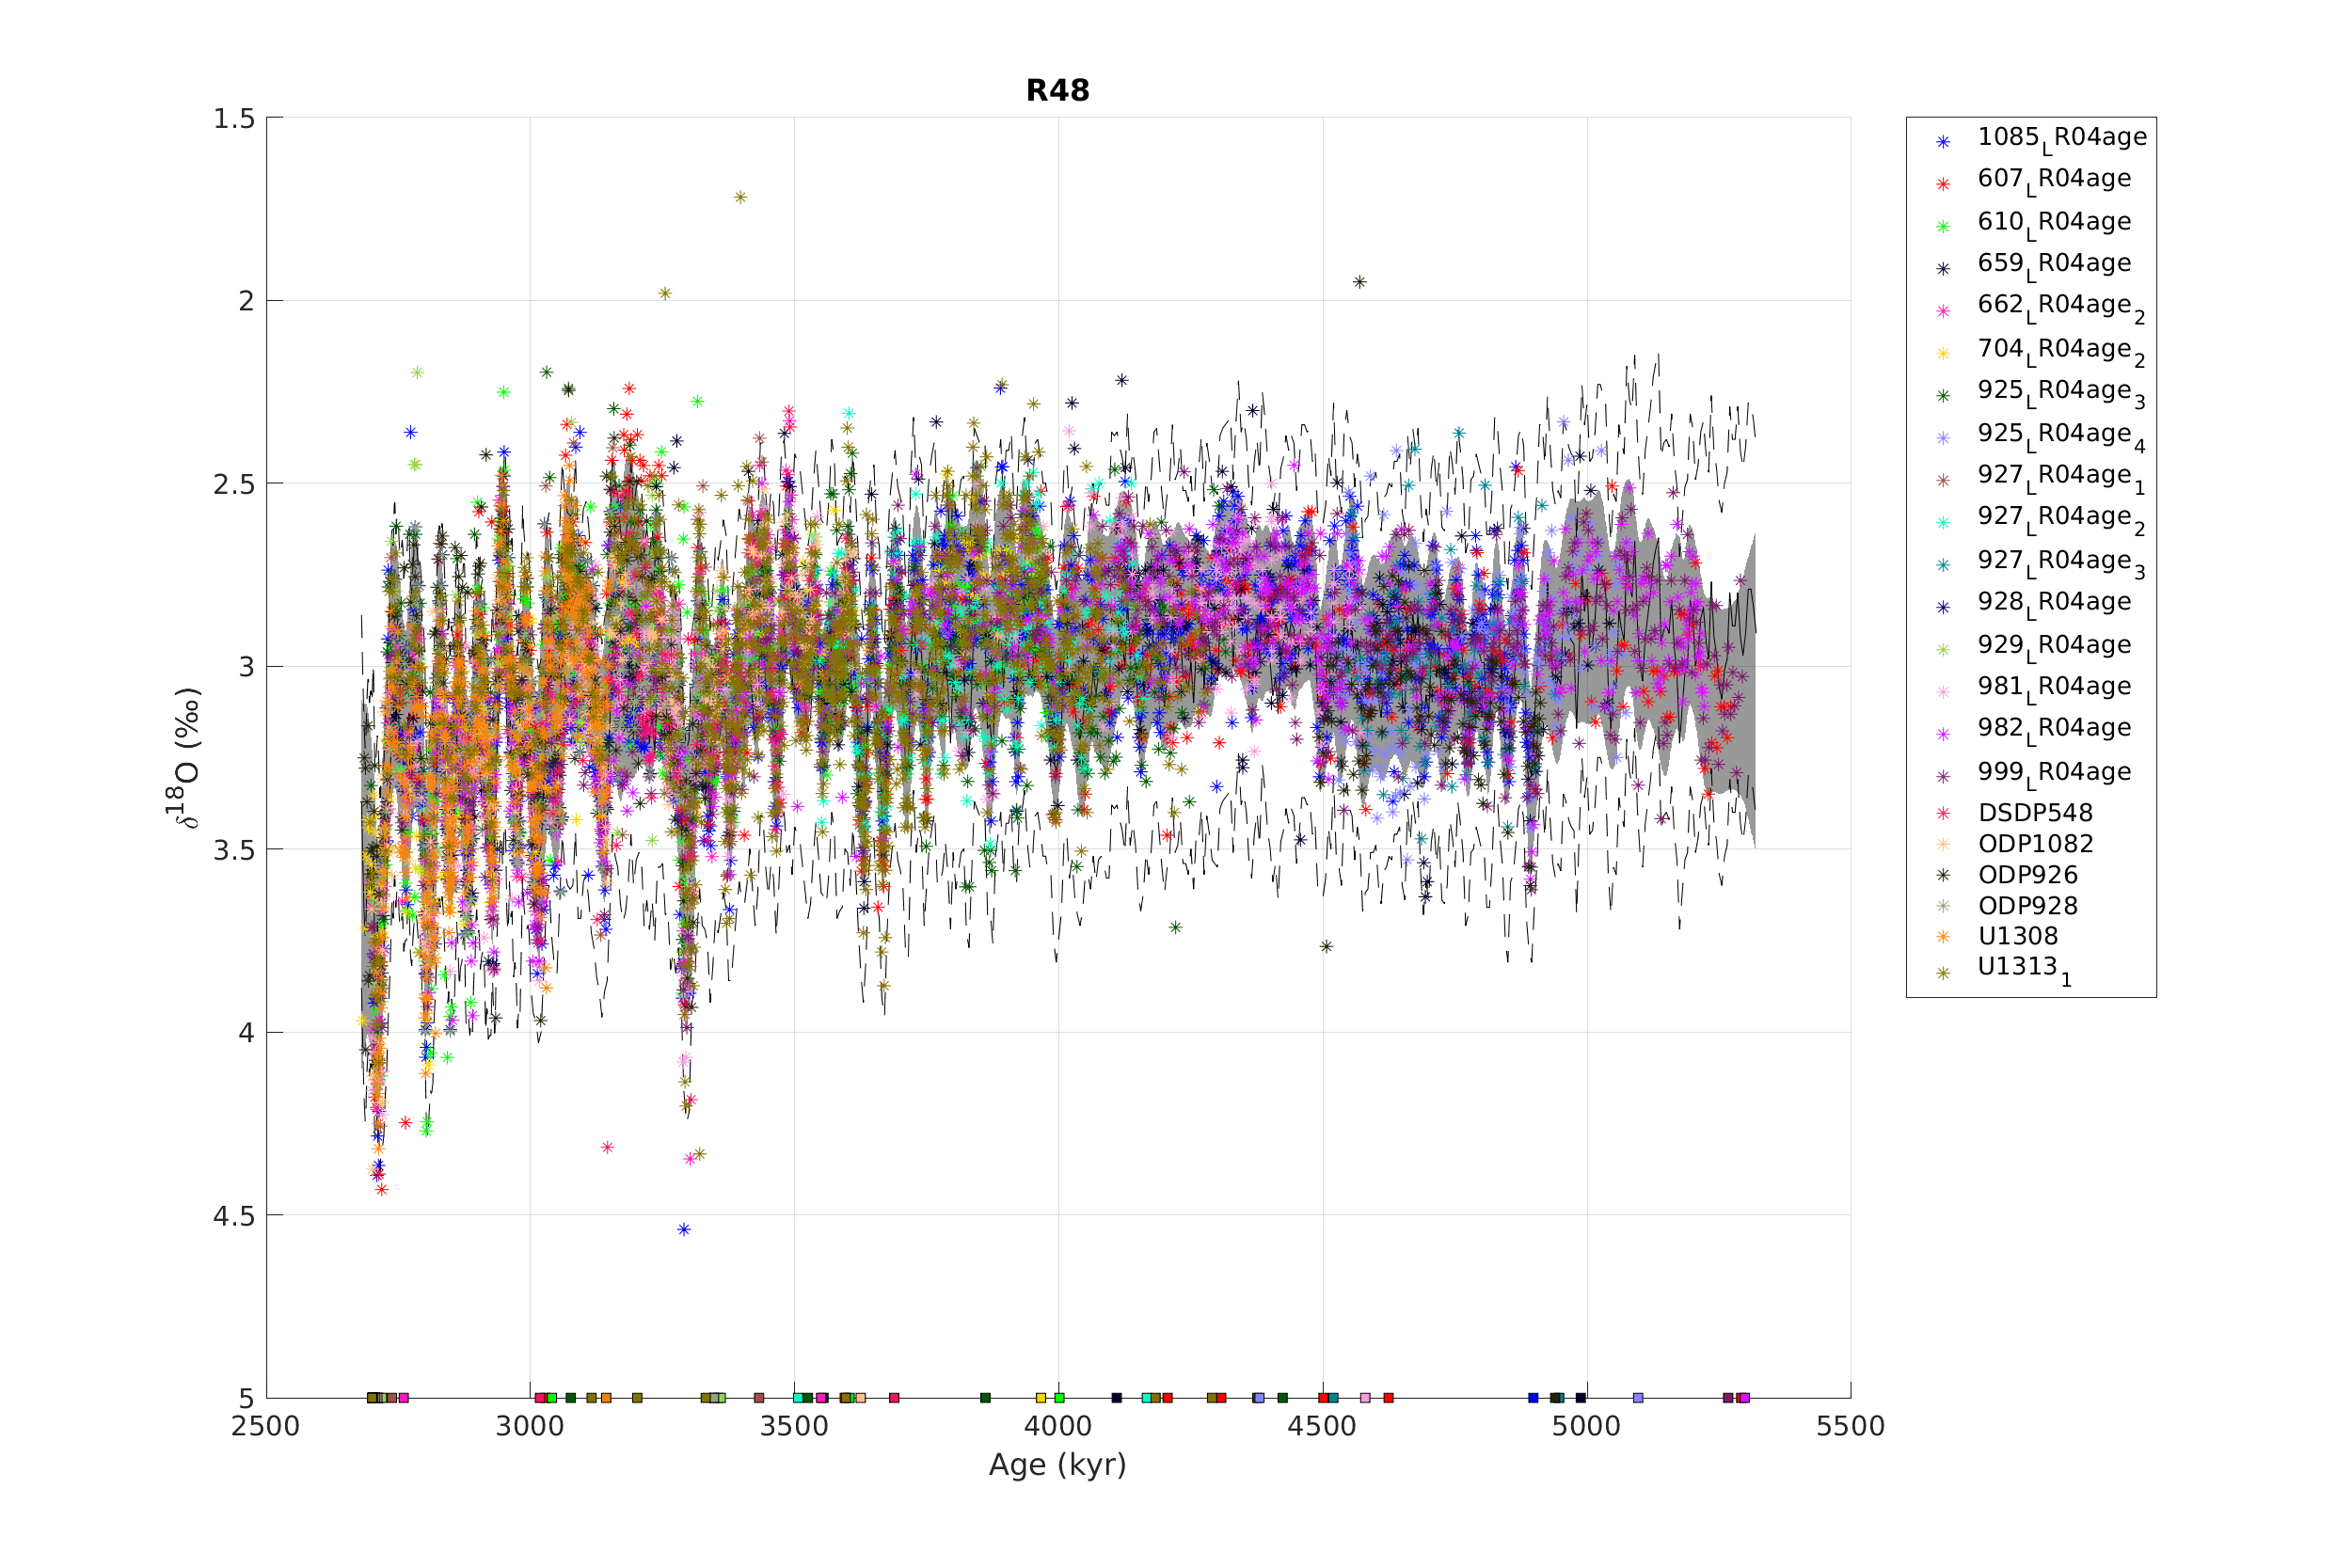 R48
1.5
2
2.5
3
3.5
4
4.5
5
δ18O (‰)
2500 3000 3500 4000 4500 5000 5500
Age (kyr)
1085LR04age
607LR04age
610LR04age
659LR04age
662LR04age2
704LR04age2
925LR04age3
925LR04age4
927LR04age1
927LR04age2
927LR04age3
928LR04age
929LR04age
981LR04age
982LR04age
999LR04age
DSDP548
ODP1082
ODP926
ODP928
U1308
U13131